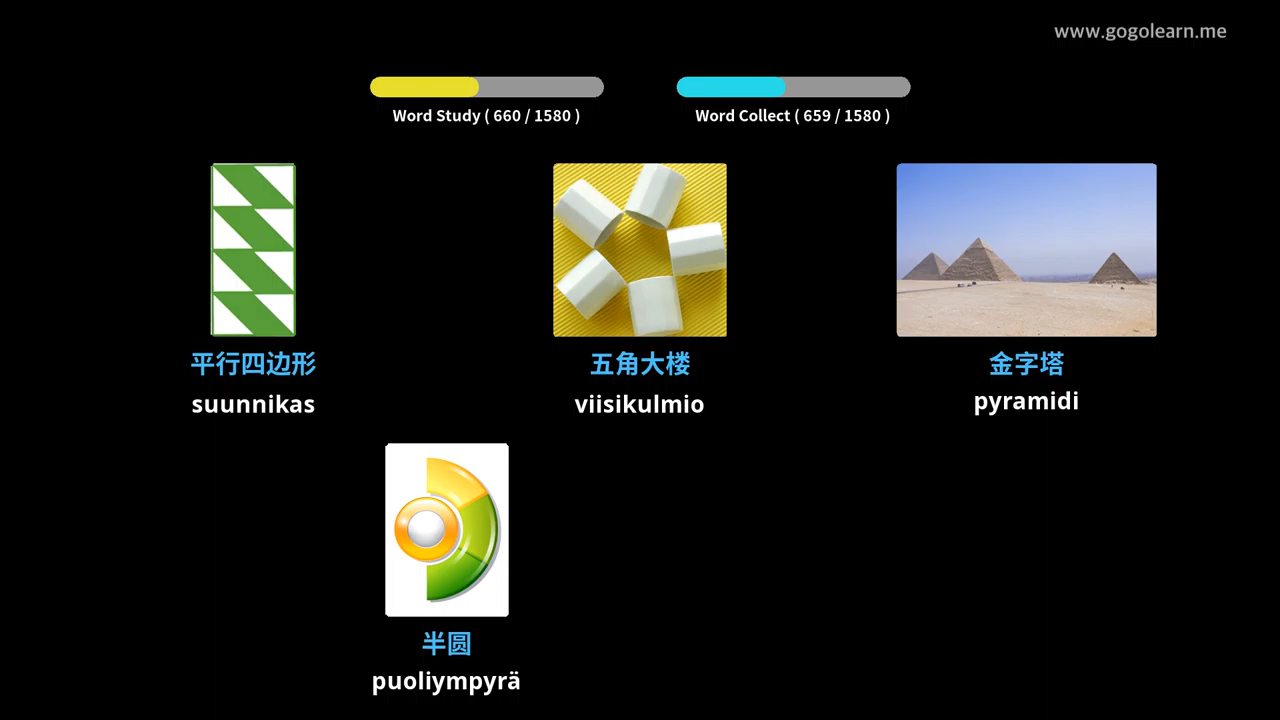 www.gogolearn.me
Word Study ( 660 / 1580 )
Word Collect ( 659 / 1580 )
平行四边形
suunnikas
五角大楼
viisikulmio
金字塔
pyramidi
半圆
puoliympyrä